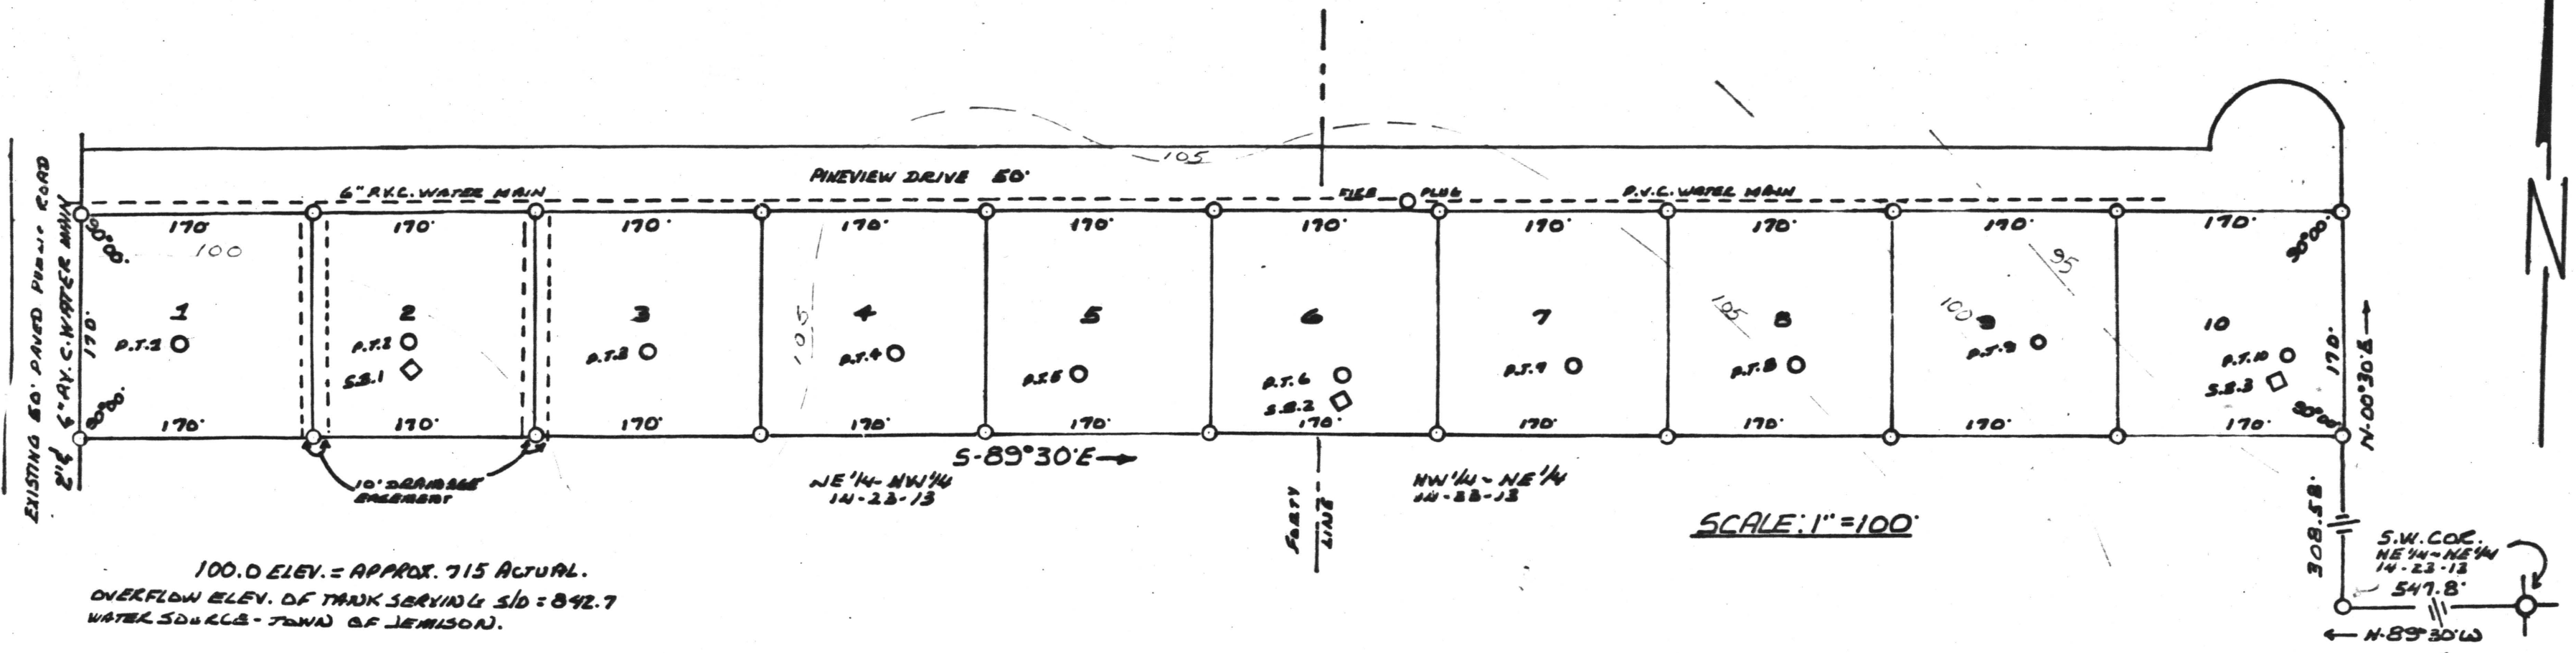 105
PINEVIEW DRIVE 50'
6" P.V.C. WATER MAIN
FIRE PLUG
P.V.C. WATER MAIN
EXISTING 50' PAVED PUBLIC ROAD
6" P.V.C. WATER MAIN
170' 170' 170' 170' 170' 170' 170' 170' 170' 170'
90°00'
90°00'
100
105
105
100
95
170'
1 2 3 4 5 6 7 8 9 10
P.T.1
P.T.2
S.B.1
P.T.3
P.T.4
P.T.5
P.T.6
S.B.2
P.T.7
P.T.8
P.T.9
P.T.10
S.B.3
170'
N-00°30'E
90°00'
90°00'
170' 170' 170' 170' 170' 170' 170' 170' 170' 170'
S-89°30'E
10' DRAINAGE
EASEMENT
NE 1/4-NW 1/4
14-23-13
FORTY
LINE
NW 1/4-NE 1/4
14-23-13
SCALE: 1"=100'
308.58'
S.W. COR.
NE 1/4-NE 1/4
14-23-13
547.8'
N-89°30'W
100.0 ELEV. = APPROX. 715 ACTUAL.
OVERFLOW ELEV. OF TANK SERVING S/D = 842.7
WATER SOURCE - TOWN OF JEMISON.
N